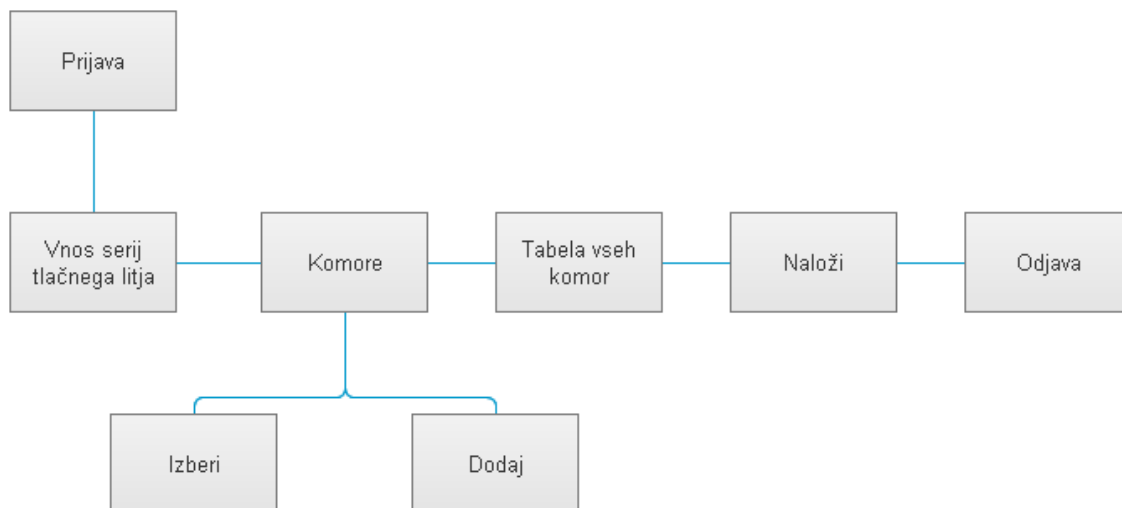 Prijava
Vnos serij
tlačnega litja
Komore
Tabela vseh
komor
Naloži
Odjava
Izberi
Dodaj